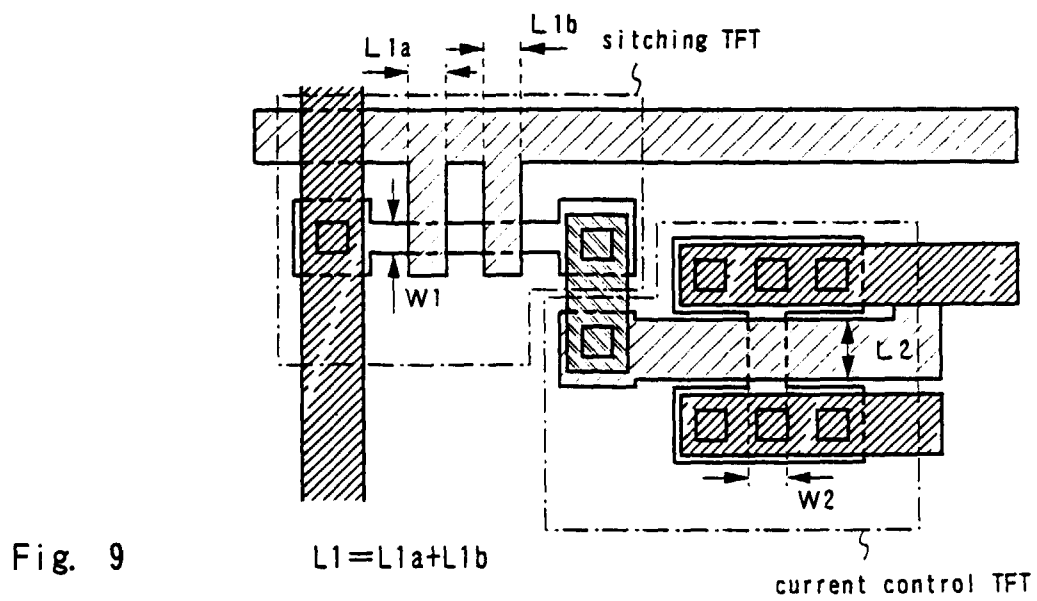 L1b
sitching TFT
L1a
W1
L2
W2
Fig. 9
L1=L1a+L1b
current control TFT